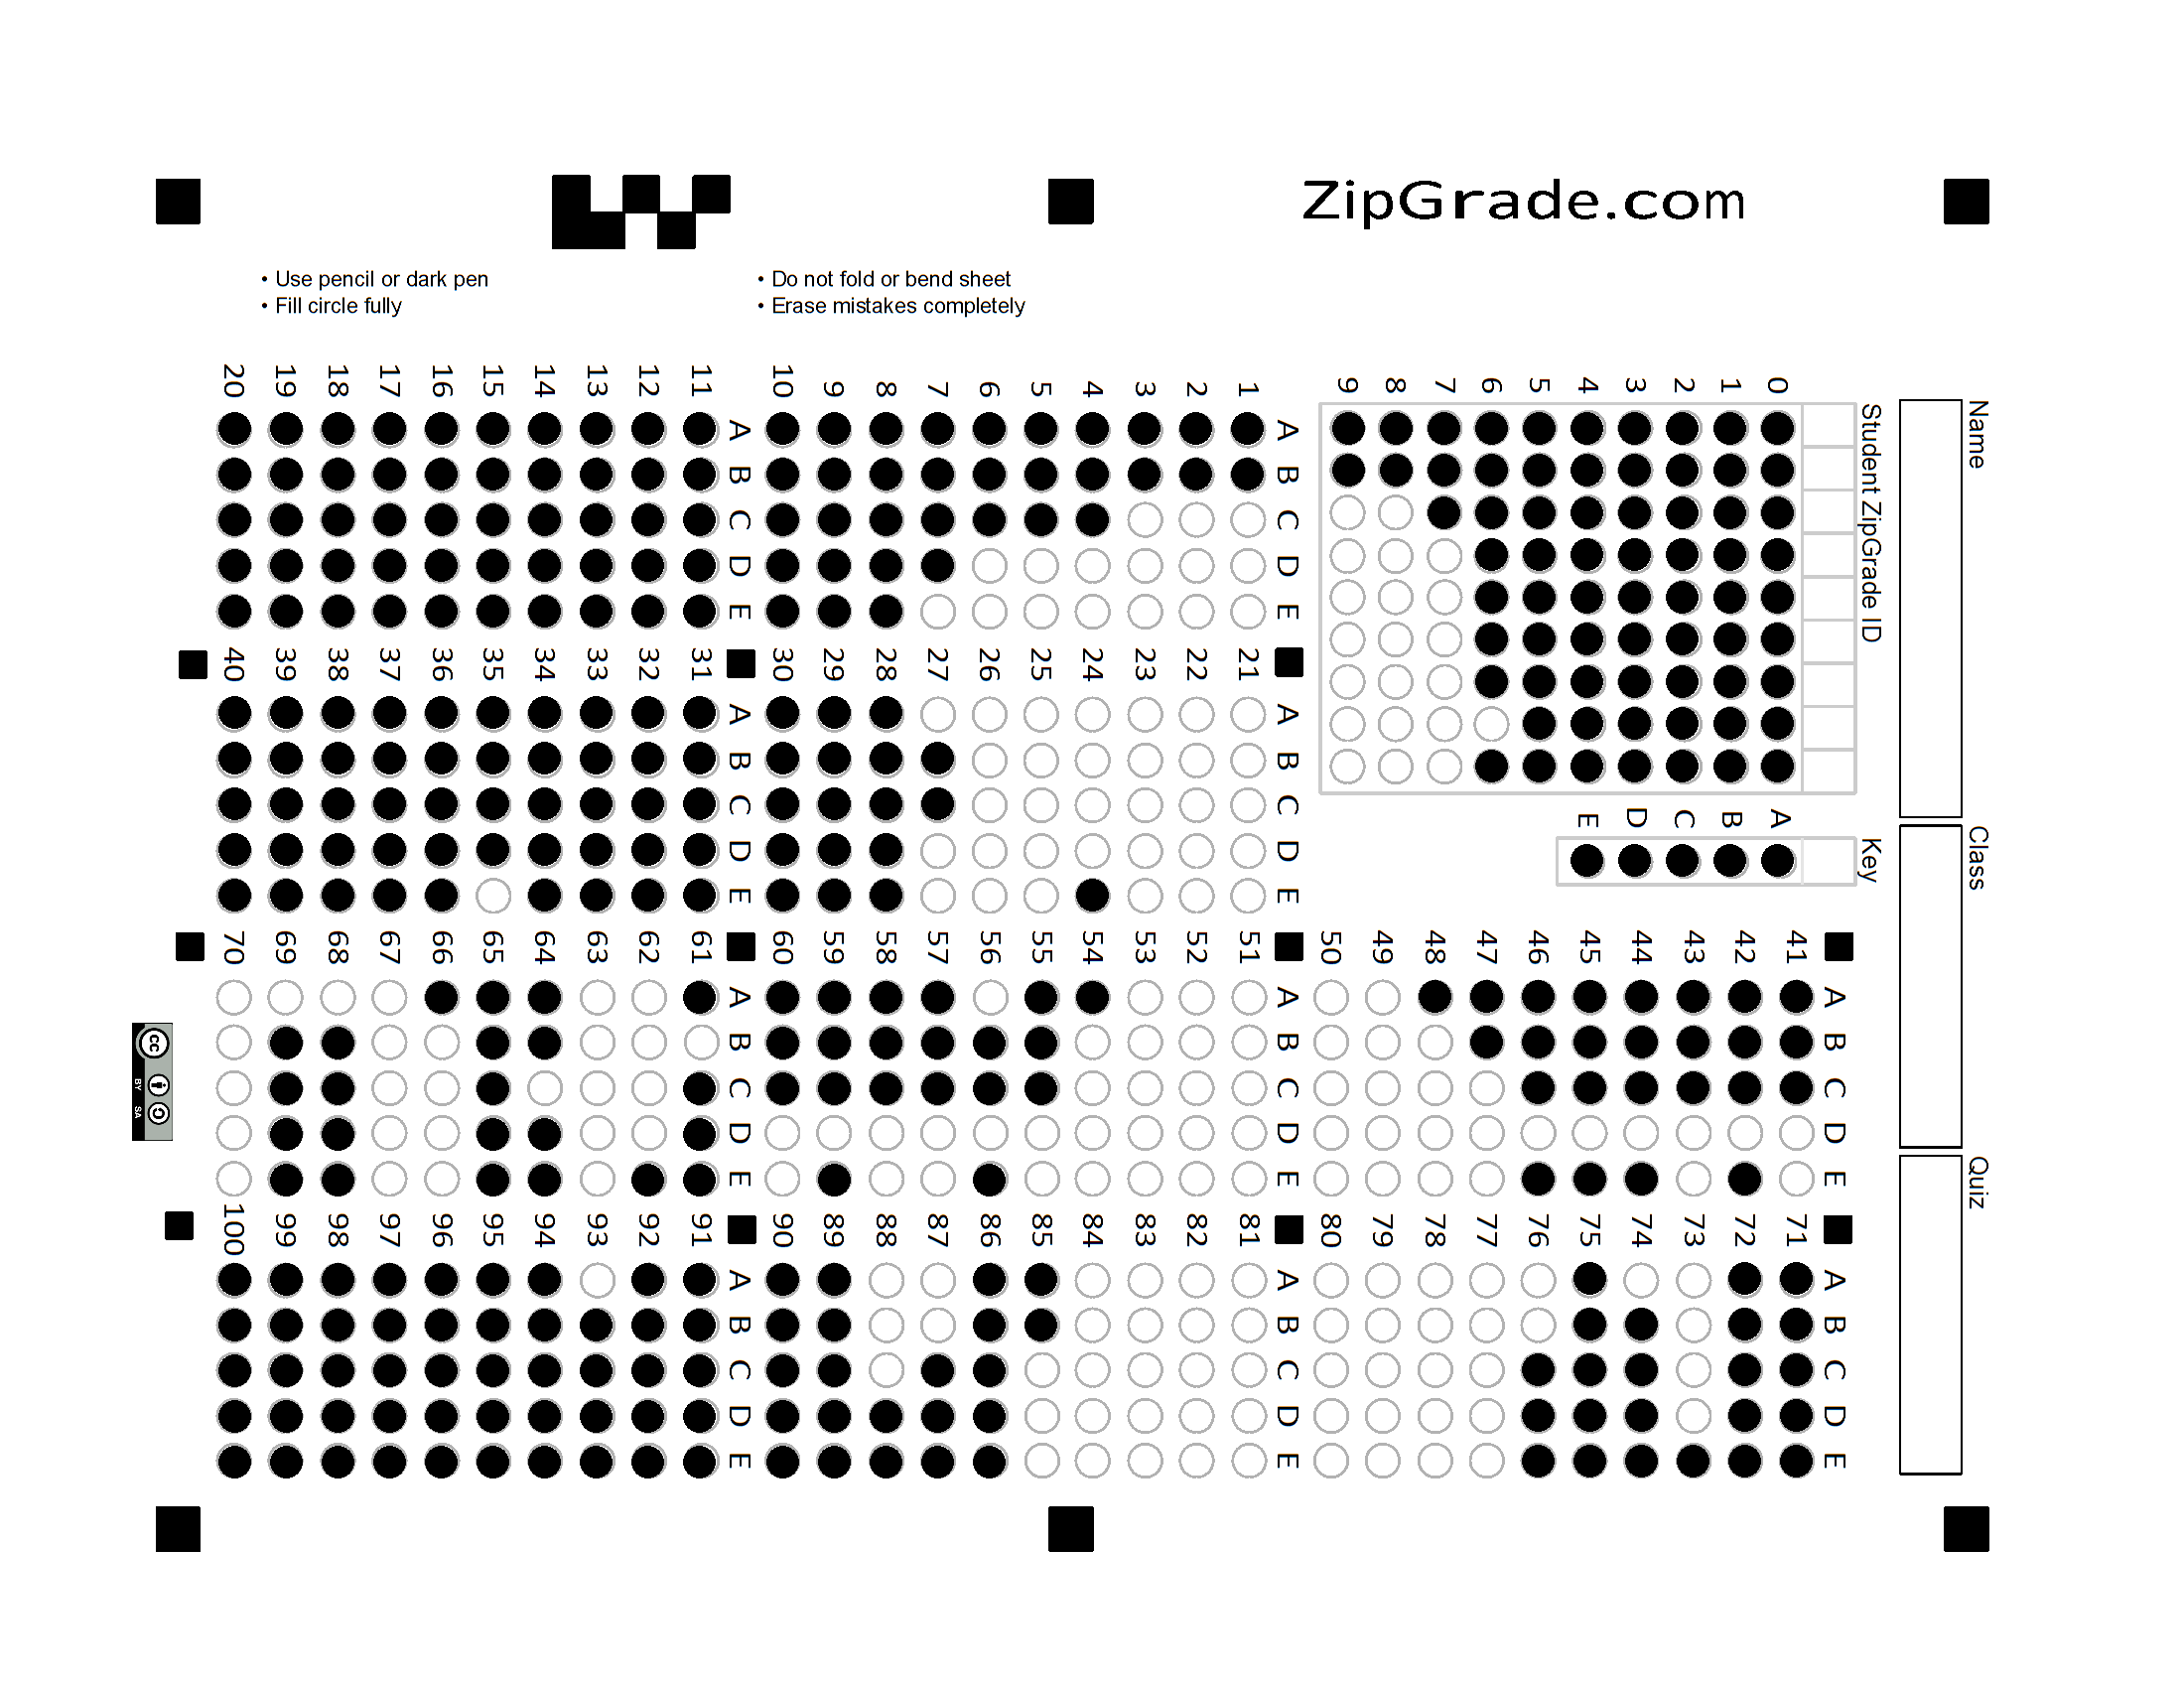 ZipGrade.com
• Use pencil or dark pen
• Fill circle fully
• Do not fold or bend sheet
• Erase mistakes completely
Name
Class
Quiz
Student ZipGrade ID
0 1 2 3 4 5 6 7 8 9
Key
A B C D E
A B C D E
1 2 3 4 5 6 7 8 9 10
A B C D E
11 12 13 14 15 16 17 18 19 20
A B C D E
21 22 23 24 25 26 27 28 29 30
A B C D E
31 32 33 34 35 36 37 38 39 40
A B C D E
41 42 43 44 45 46 47 48 49 50
A B C D E
51 52 53 54 55 56 57 58 59 60
A B C D E
61 62 63 64 65 66 67 68 69 70
A B C D E
71 72 73 74 75 76 77 78 79 80
A B C D E
81 82 83 84 85 86 87 88 89 90
A B C D E
91 92 93 94 95 96 97 98 99 100
cc
BY SA